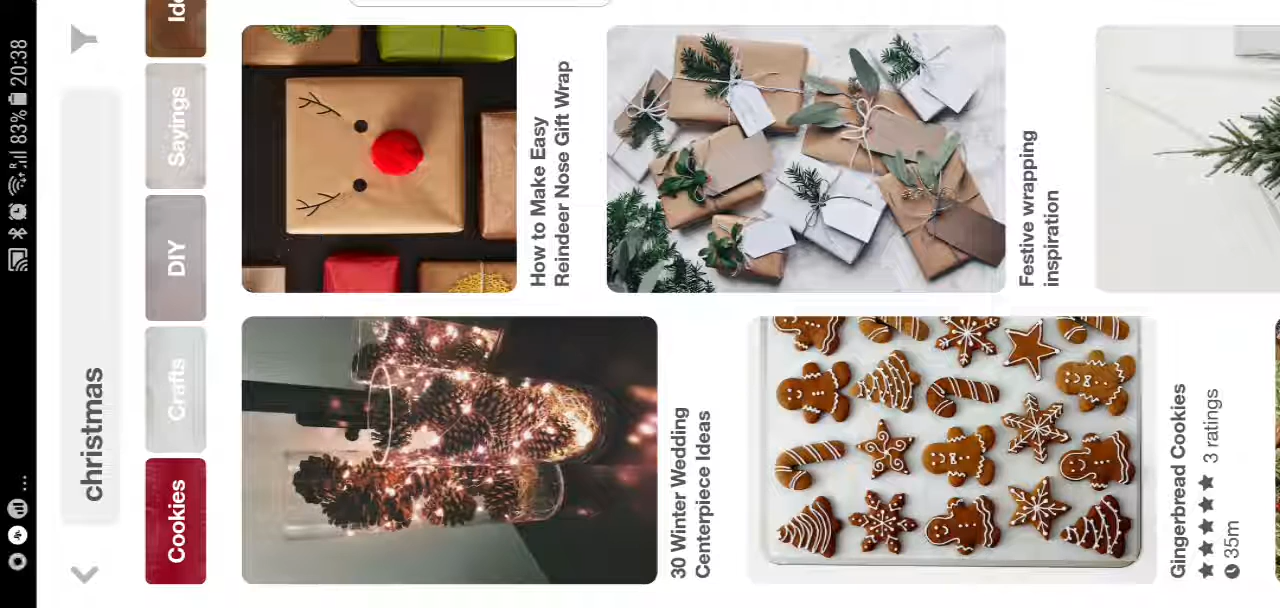 20:38
83%
christmas
Cookies
Crafts
DIY
Sayings
30 Winter Wedding
Centerpiece Ideas
How to Make Easy
Reindeer Nose Gift Wrap
Gingerbread Cookies
3 ratings
35m
Festive wrapping
inspiration